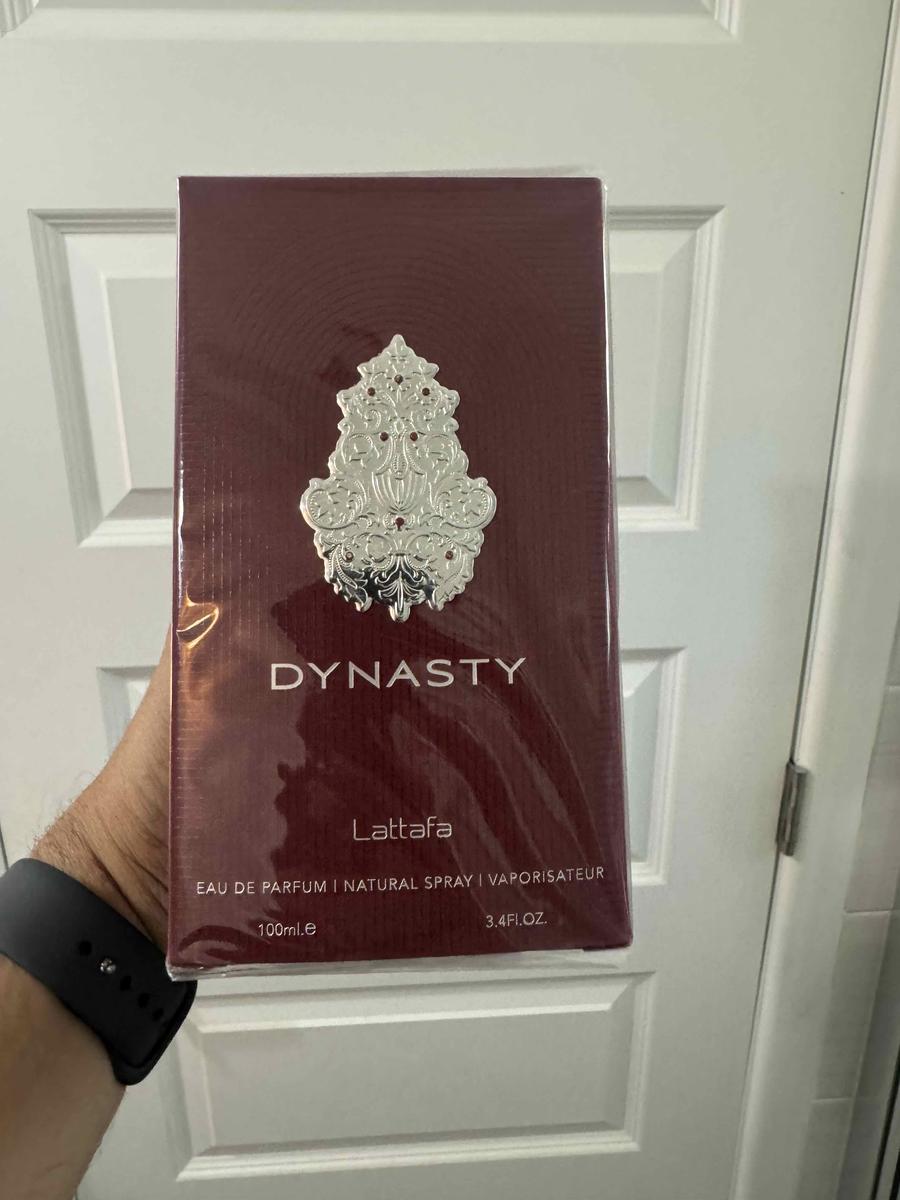 DYNASTY
Lattafa
EAU DE PARFUM | NATURAL SPRAY | VAPORISATEUR
100ml.e 3.4Fl.OZ.